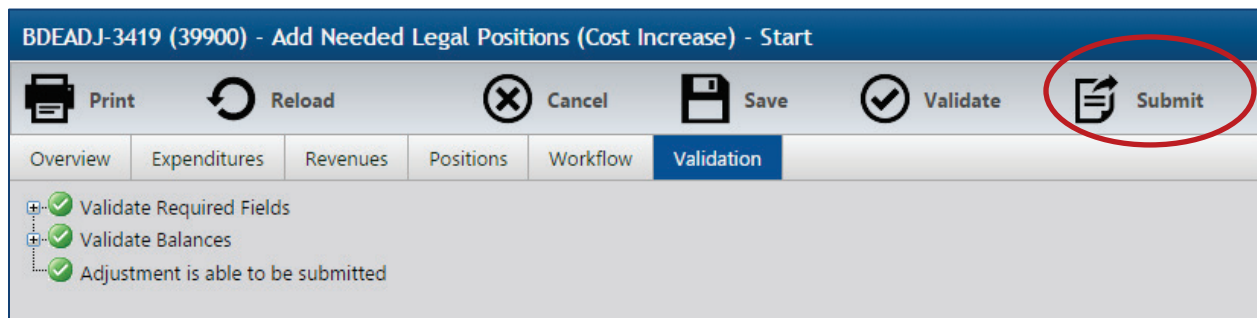 BDEADJ-3419 (39900) - Add Needed Legal Positions (Cost Increase) - Start
Print Reload Cancel Save Validate Submit
Overview Expenditures Revenues Positions Workflow Validation
Validate Required Fields
Validate Balances
Adjustment is able to be submitted